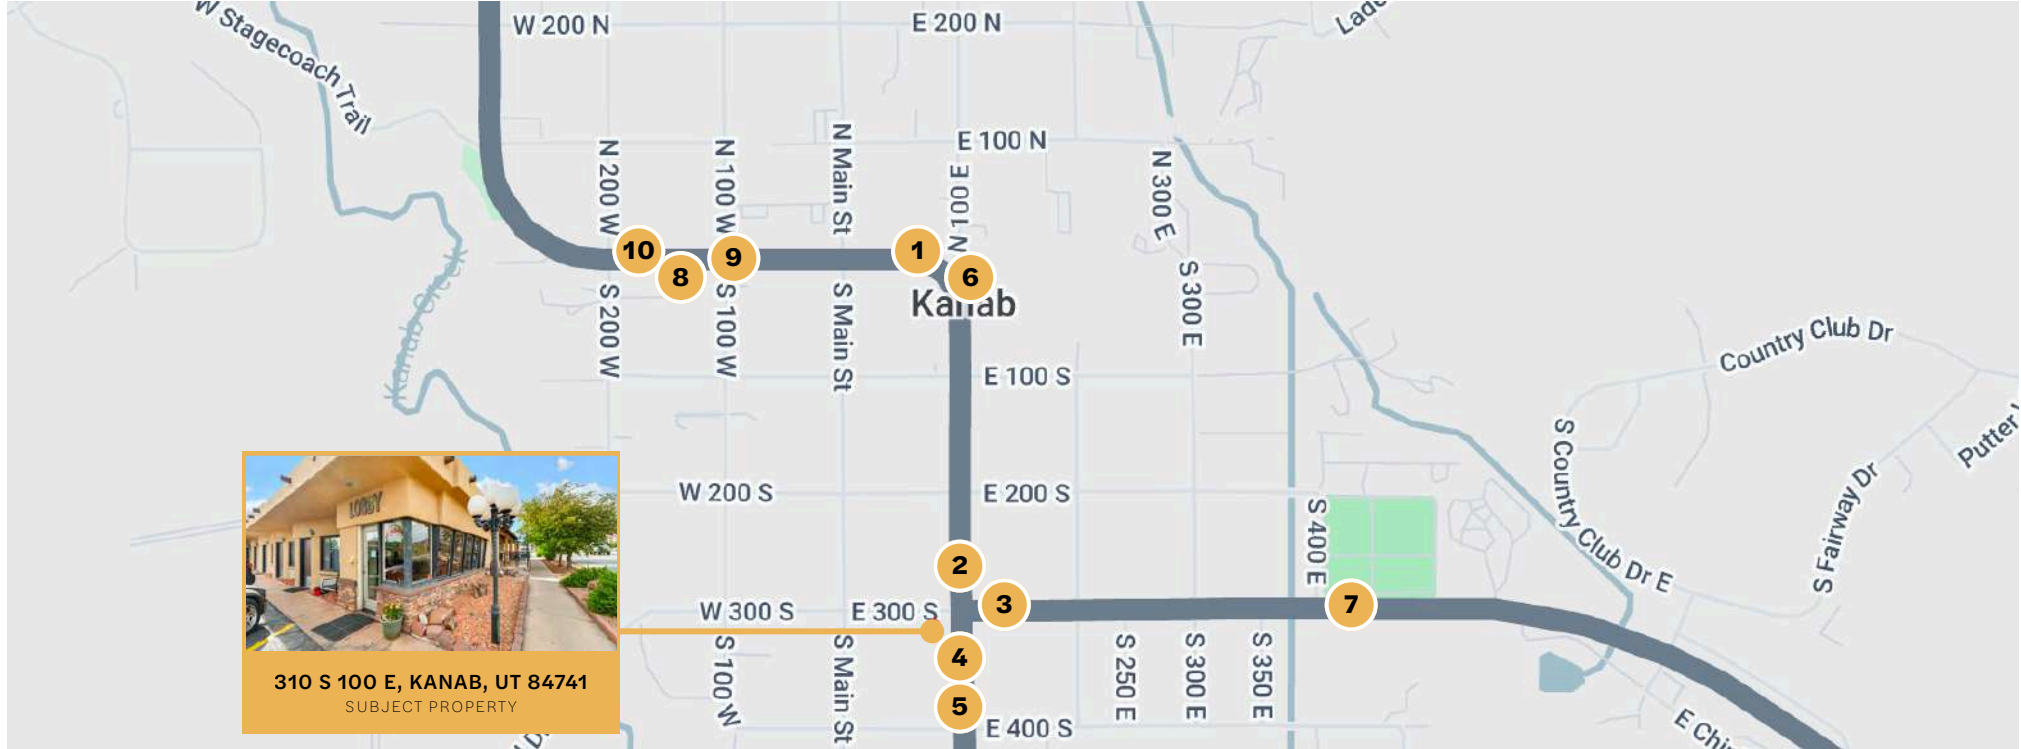 W Stagecoach Trail
W 200 N
E 200 N
N 200 W
N 100 W
N Main St
E 100 N
N 100 E
N 300 E
10
8
9
1
6
Kanab
Kanab Creek
S 200 W
S 100 W
S Main St
S 300 E
E 100 S
Country Club Dr
S Country Club Dr E
S Fairway Dr
Putter
W 200 S
E 200 S
S 400 E
LOBBY
2
W 300 S
E 300 S
3
7
4
5
S 100 W
S Main St
S 250 E
S 300 E
S 350 E
E 400 S
310 S 100 E, KANAB, UT 84741
SUBJECT PROPERTY